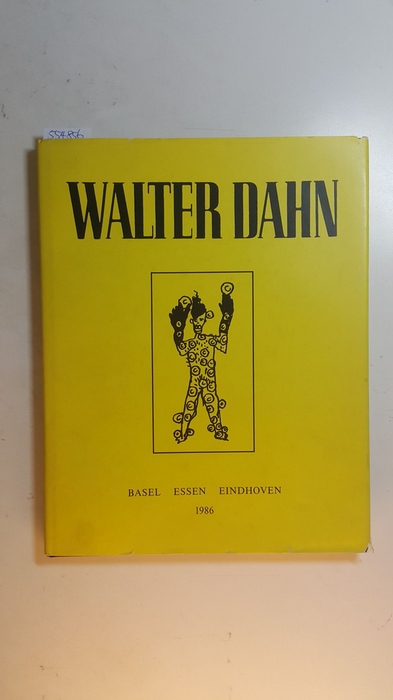 WALTER DAHN
BASEL ESSEN EINDHOVEN
1986